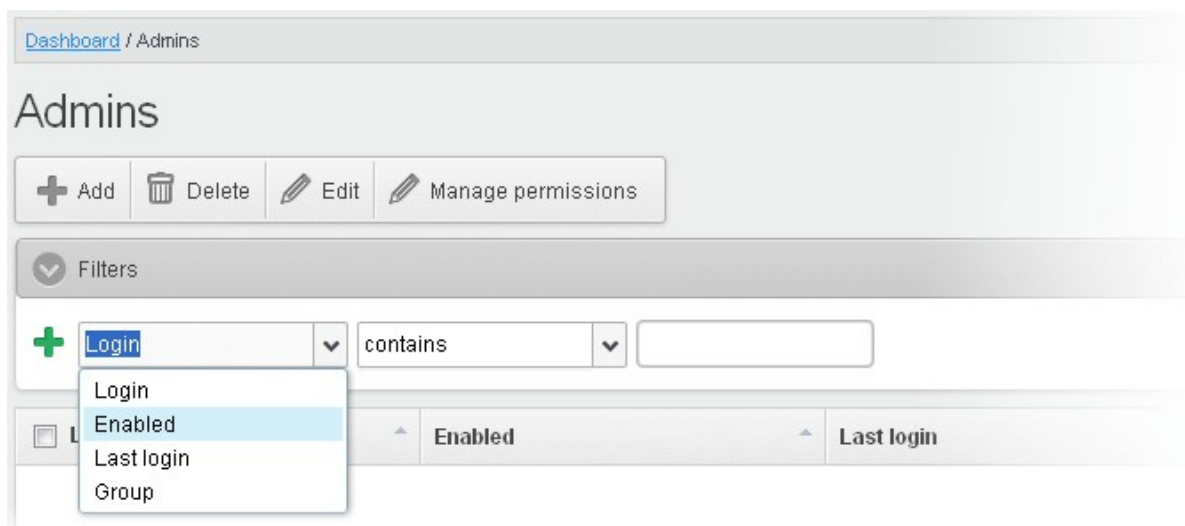 Dashboard / Admins
Admins
Add Delete Edit Manage permissions
Filters
Login contains
Login
Enabled
Last login
Group
L Enabled Last login